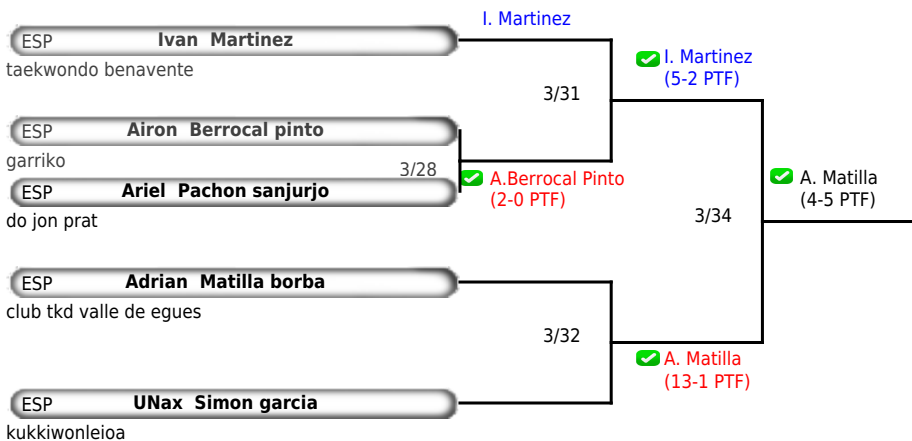 I. Martinez
ESP Ivan Martinez
taekwondo benavente
I. Martinez
(5-2 PTF)
3/31
ESP Airon Berrocal pinto
garriko
3/28
A.Berrocal Pinto
(2-0 PTF)
ESP Ariel Pachon sanjurjo
do jon prat
A. Matilla
(4-5 PTF)
3/34
ESP Adrian Matilla borba
club tkd valle de egues
3/32
A. Matilla
(13-1 PTF)
ESP UNax Simon garcia
kukkiwonleioa